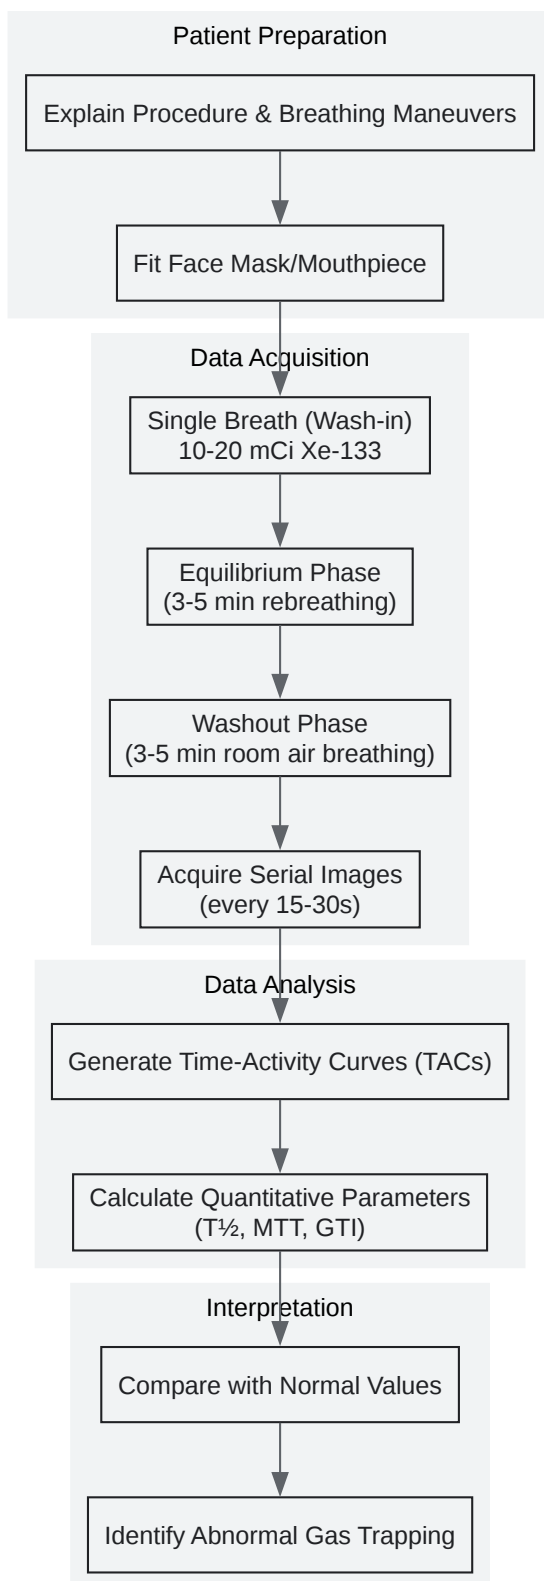 Patient Preparation
Explain Procedure & Breathing Maneuvers
Fit Face Mask/Mouthpiece
Data Acquisition
Single Breath (Wash-in)
10-20 mCi Xe-133
Equilibrium Phase
(3-5 min rebreathing)
Washout Phase
(3-5 min room air breathing)
Acquire Serial Images
(every 15-30s)
Data Analysis
Generate Time-Activity Curves (TACs)
Calculate Quantitative Parameters
(T½, MTT, GTI)
Interpretation
Compare with Normal Values
Identify Abnormal Gas Trapping